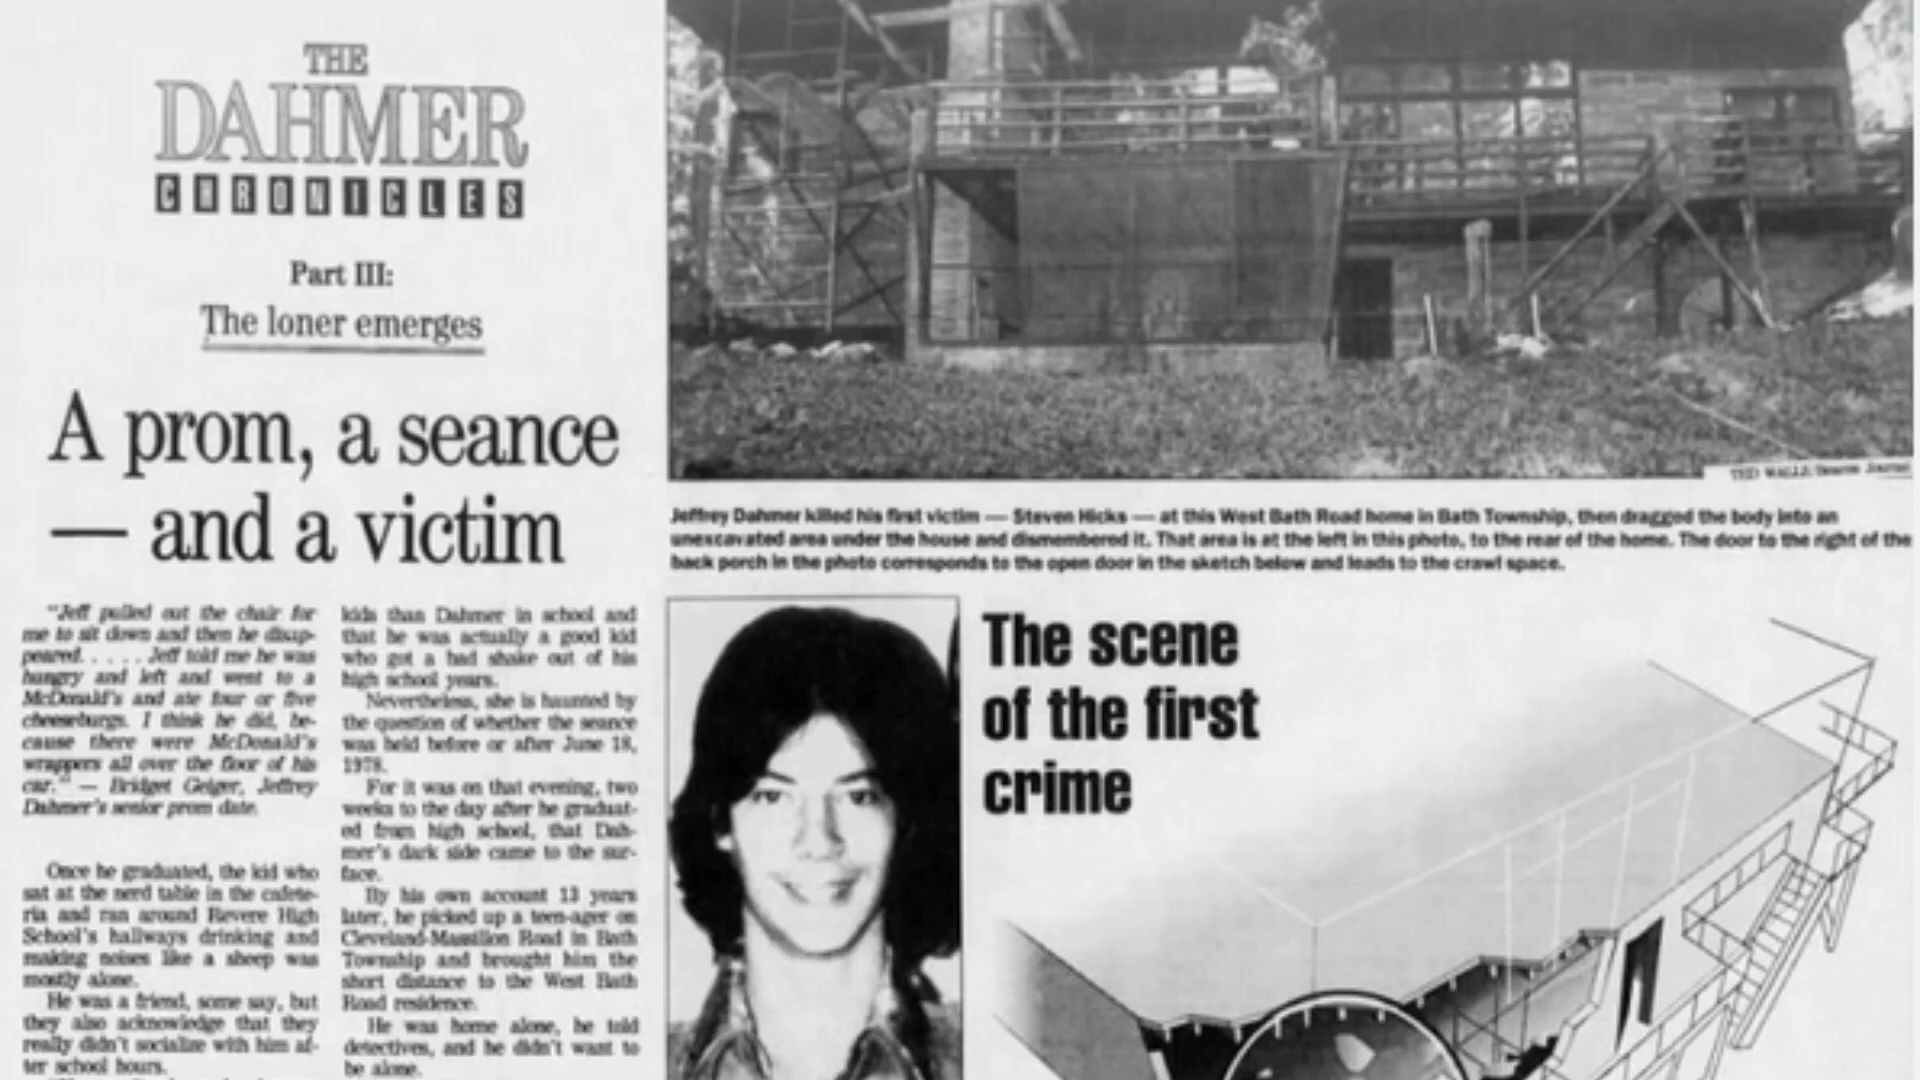 THE
DAHMER
CHRONICLES
Part III:
The loner emerges
A prom, a seance
— and a victim
"Jeff pulled out the chair for
me to sit down and then he disap-
peared. . . . . Jeff told me he was
hungry and left and went to a
McDonald's and ate four or five
cheeseburgs. I think he did, be-
cause there were McDonald's
wrappers all over the floor of his
car." — Bridget Geiger, Jeffrey
Dahmer's senior prom date.
Once he graduated, the kid who
sat at the nerd table in the cafete-
ria and ran around Revere High
School's hallways drinking and
making noises like a sheep was
mostly alone.
He was a friend, some say, but
they also acknowledge that they
really didn't socialize with him af-
ter school hours.
kids than Dahmer in school and
that he was actually a good kid
who got a bad shake out of his
high school years.
Nevertheless, she is haunted by
the question of whether the seance
was held before or after June 18,
1978.
For it was on that evening, two
weeks to the day after he graduat-
ed from high school, that Dah-
mer's dark side came to the sur-
face.
By his own account 13 years
later, he picked up a teen-ager on
Cleveland-Massillon Road in Bath
Township and brought him the
short distance to the West Bath
Road residence.
He was home alone, he told
detectives, and he didn't want to
be alone.
TED WALLS/Beacon Journal
Jeffrey Dahmer killed his first victim — Steven Hicks — at this West Bath Road home in Bath Township, then dragged the body into an
unexcavated area under the house and dismembered it. That area is at the left in this photo, to the rear of the home. The door to the right of the
back porch in the photo corresponds to the open door in the sketch below and leads to the crawl space.
The scene
of the first
crime